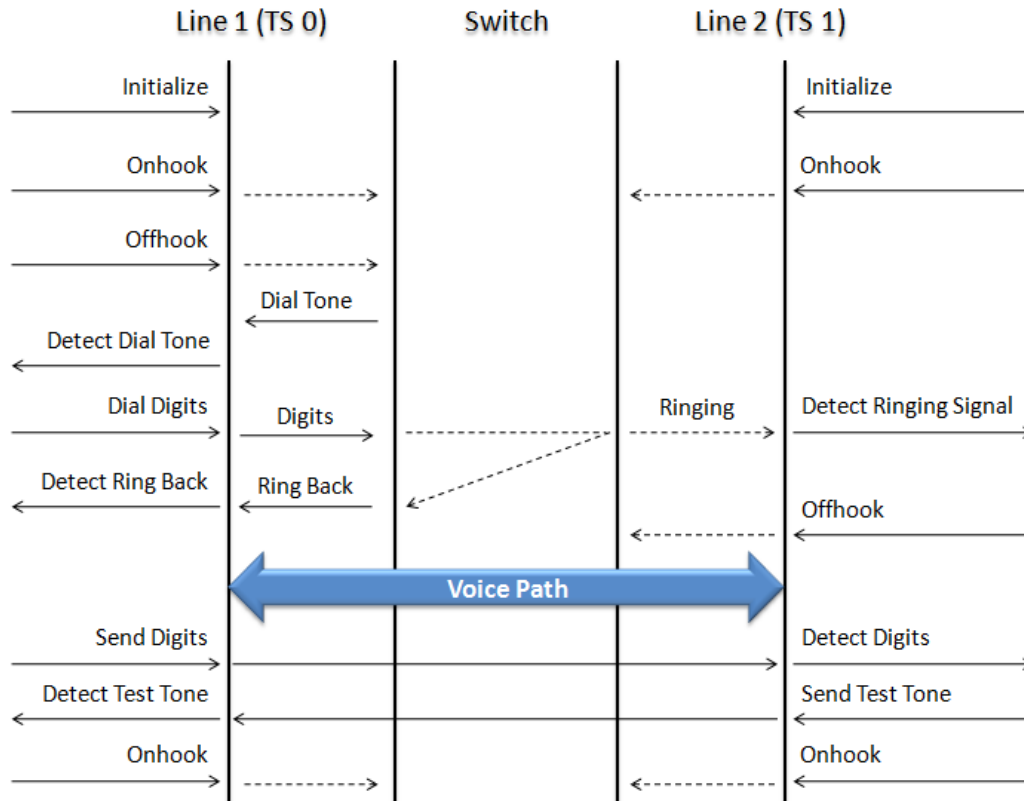 Line 1 (TS 0)
Switch
Line 2 (TS 1)
Initialize
Initialize
Onhook
Onhook
Offhook
Dial Tone
Detect Dial Tone
Dial Digits
Digits
Ringing
Detect Ringing Signal
Detect Ring Back
Ring Back
Offhook
Voice Path
Send Digits
Detect Digits
Detect Test Tone
Send Test Tone
Onhook
Onhook